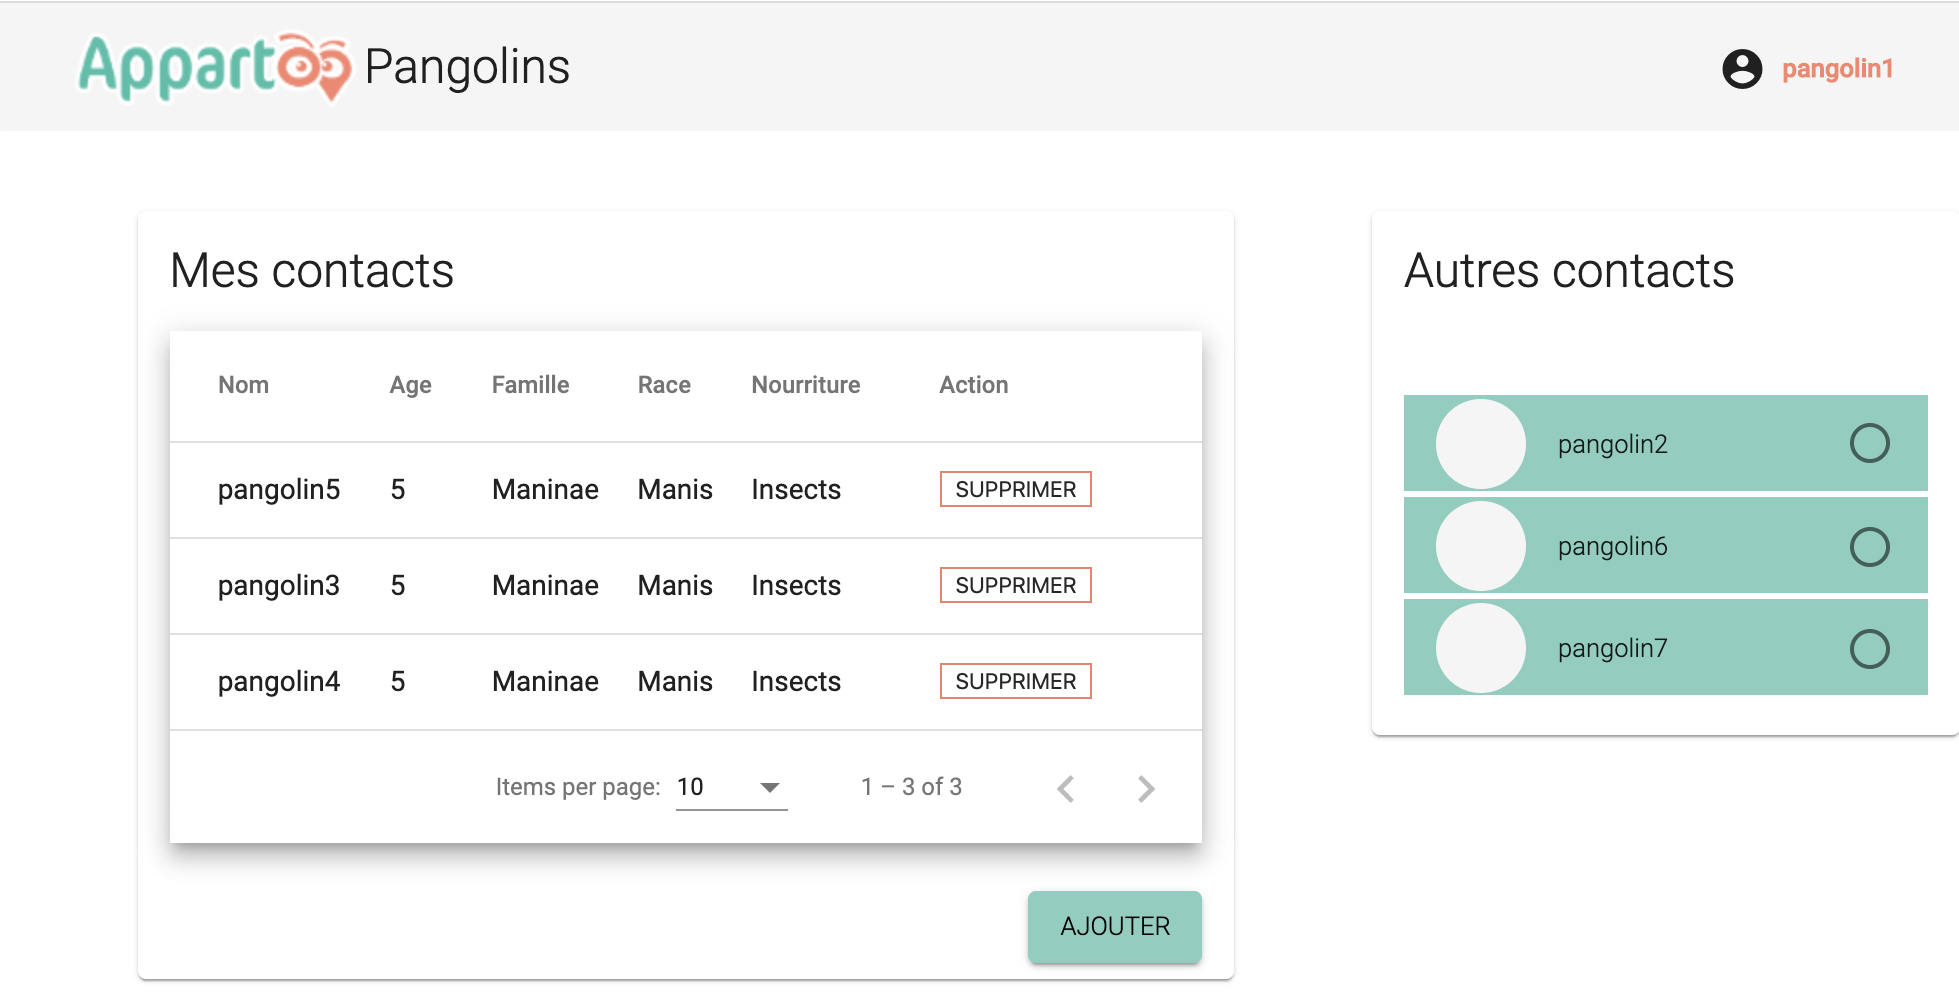 Appartoo Pangolins
pangolin1
Mes contacts
Nom Age Famille Race Nourriture Action
pangolin5 5 Maninae Manis Insects SUPPRIMER
pangolin3 5 Maninae Manis Insects SUPPRIMER
pangolin4 5 Maninae Manis Insects SUPPRIMER
Items per page: 10 1 – 3 of 3
AJOUTER
Autres contacts
pangolin2
pangolin6
pangolin7